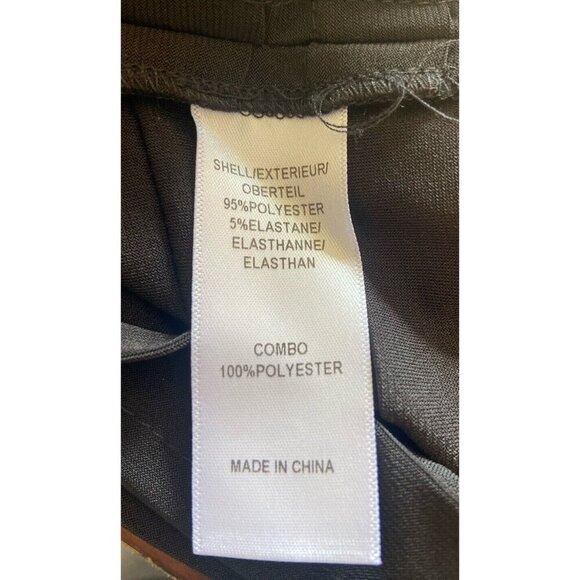 SHELL/EXTERIEUR/
OBERTEIL
95%POLYESTER
5%ELASTANE/
ELASTHANNE/
ELASTHAN
COMBO
100%POLYESTER
MADE IN CHINA